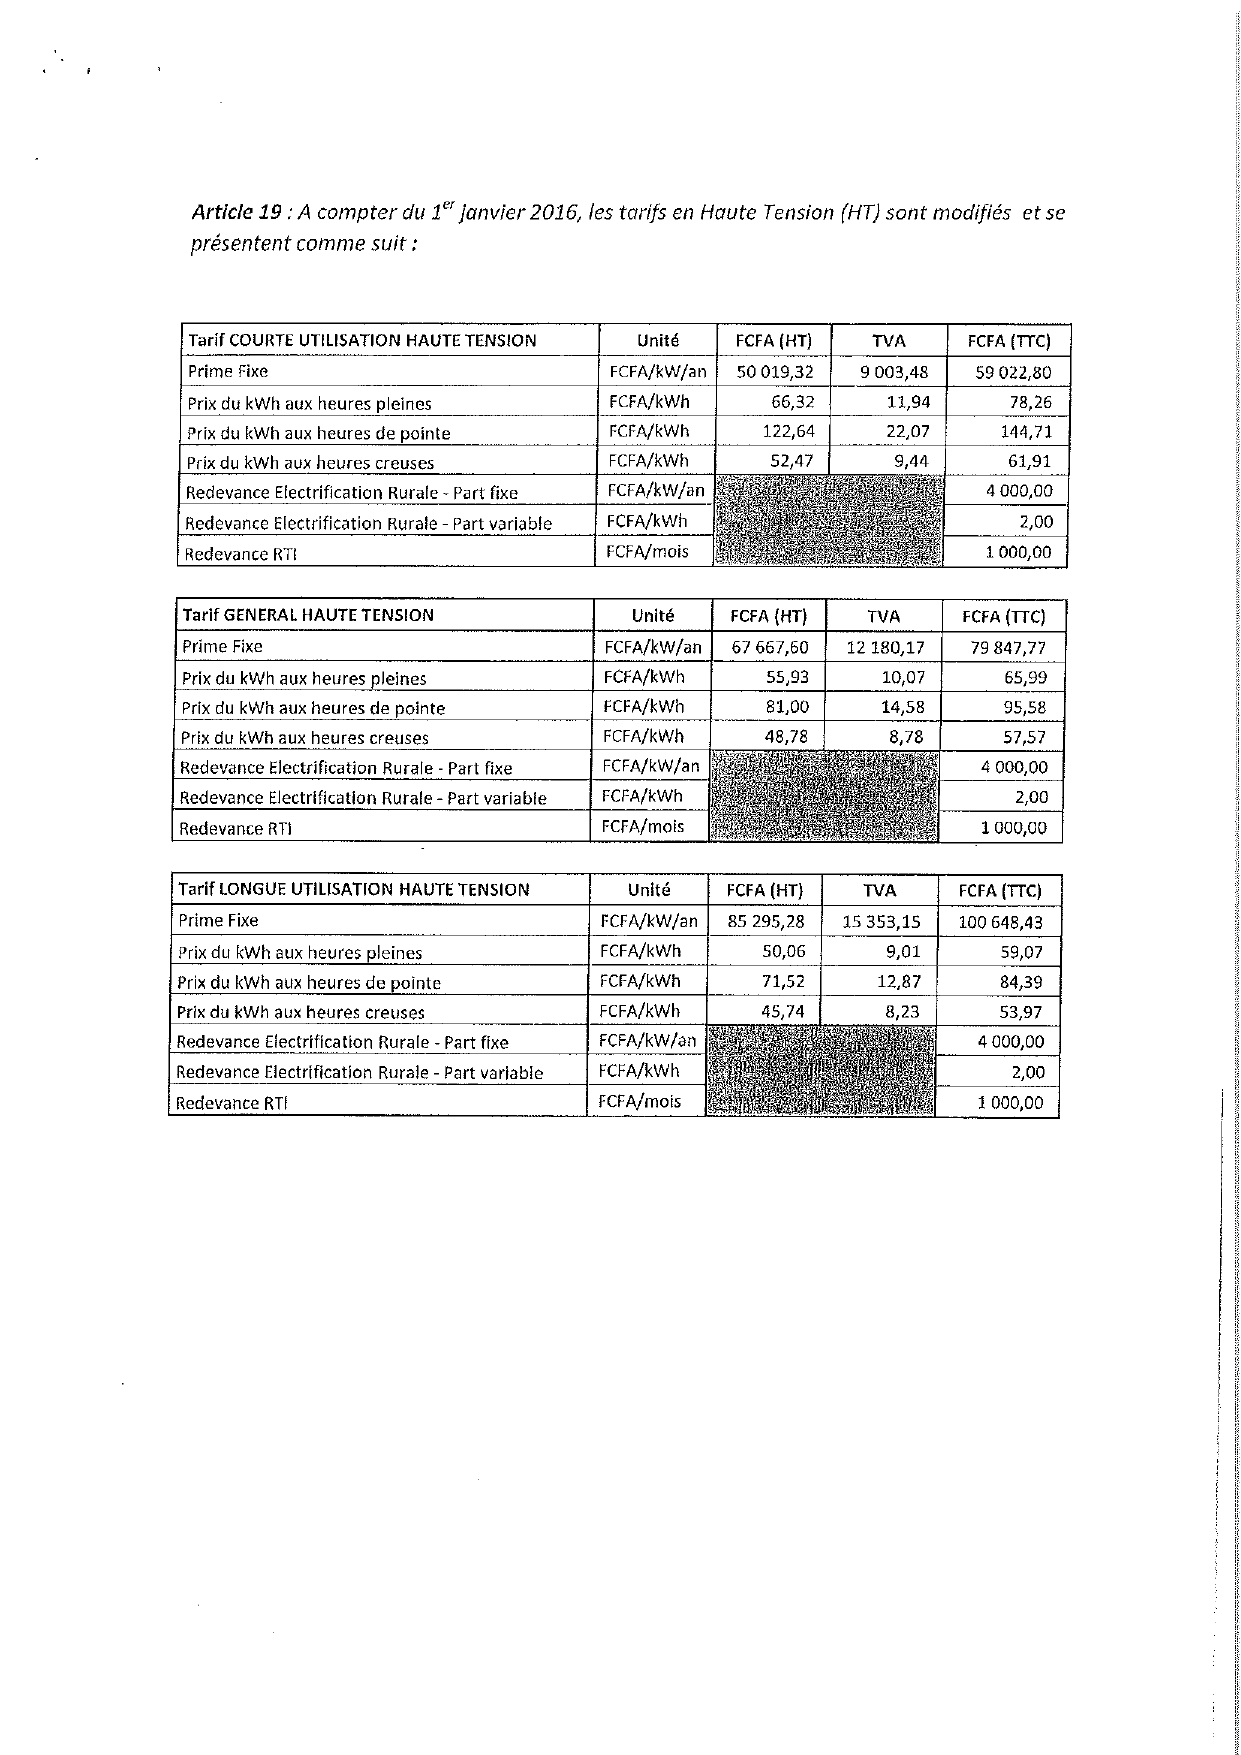 Article 19 : A compter du 1er janvier 2016, les tarifs en Haute Tension (HT) sont modifiés et se
présentent comme suit :
Tarif COURTE UTILISATION HAUTE TENSION Unité FCFA (HT) TVA FCFA (TTC)
Prime Fixe FCFA/kW/an 50 019,32 9 003,48 59 022,80
Prix du kWh aux heures pleines FCFA/kWh 66,32 11,94 78,26
Prix du kWh aux heures de pointe FCFA/kWh 122,64 22,07 144,71
Prix du kWh aux heures creuses FCFA/kWh 52,47 9,44 61,91
Redevance Electrification Rurale - Part fixe FCFA/kW/an 4 000,00
Redevance Electrification Rurale - Part variable FCFA/kWh 2,00
Redevance RTI FCFA/mois 1 000,00
Tarif GENERAL HAUTE TENSION Unité FCFA (HT) TVA FCFA (TTC)
Prime Fixe FCFA/kW/an 67 667,60 12 180,17 79 847,77
Prix du kWh aux heures pleines FCFA/kWh 55,93 10,07 65,99
Prix du kWh aux heures de pointe FCFA/kWh 81,00 14,58 95,58
Prix du kWh aux heures creuses FCFA/kWh 48,78 8,78 57,57
Redevance Electrification Rurale - Part fixe FCFA/kW/an 4 000,00
Redevance Electrification Rurale - Part variable FCFA/kWh 2,00
Redevance RTI FCFA/mois 1 000,00
Tarif LONGUE UTILISATION HAUTE TENSION Unité FCFA (HT) TVA FCFA (TTC)
Prime Fixe FCFA/kW/an 85 295,28 15 353,15 100 648,43
Prix du kWh aux heures pleines FCFA/kWh 50,06 9,01 59,07
Prix du kWh aux heures de pointe FCFA/kWh 71,52 12,87 84,39
Prix du kWh aux heures creuses FCFA/kWh 45,74 8,23 53,97
Redevance Electrification Rurale - Part fixe FCFA/kW/an 4 000,00
Redevance Electrification Rurale - Part variable FCFA/kWh 2,00
Redevance RTI FCFA/mois 1 000,00